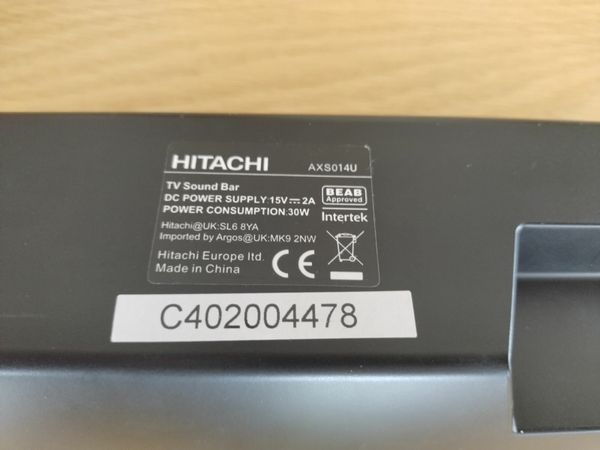 HITACHI AXS014U
TV Sound Bar
DC POWER SUPPLY:15V⎓2A
POWER CONSUMPTION:30W
BEAB
Approved
Intertek
Hitachi@UK:SL6 8YA
Imported by Argos@UK:MK9 2NW
Hitachi Europe ltd.
Made in China
CE
C402004478